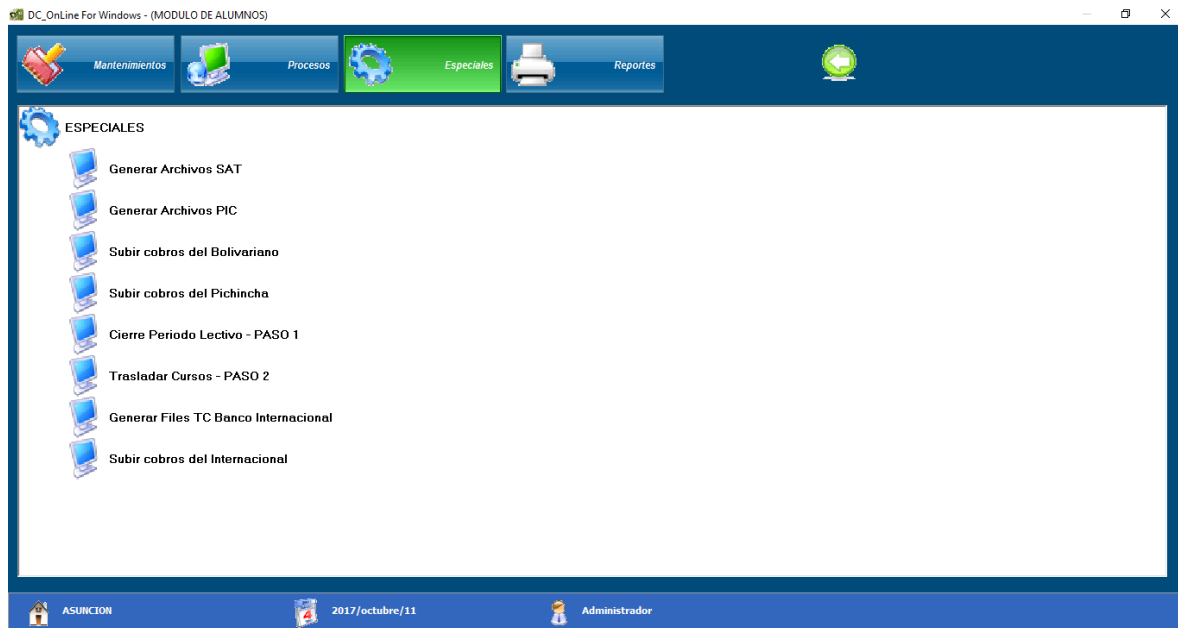 DC_OnLine For Windows - (MODULO DE ALUMNOS)
Mantenimientos Procesos Especiales Reportes
ESPECIALES
Generar Archivos SAT
Generar Archivos PIC
Subir cobros del Bolivariano
Subir cobros del Pichincha
Cierre Periodo Lectivo - PASO 1
Trasladar Cursos - PASO 2
Generar Files TC Banco Internacional
Subir cobros del Internacional
ASUNCION 4 2017/octubre/11 Administrador